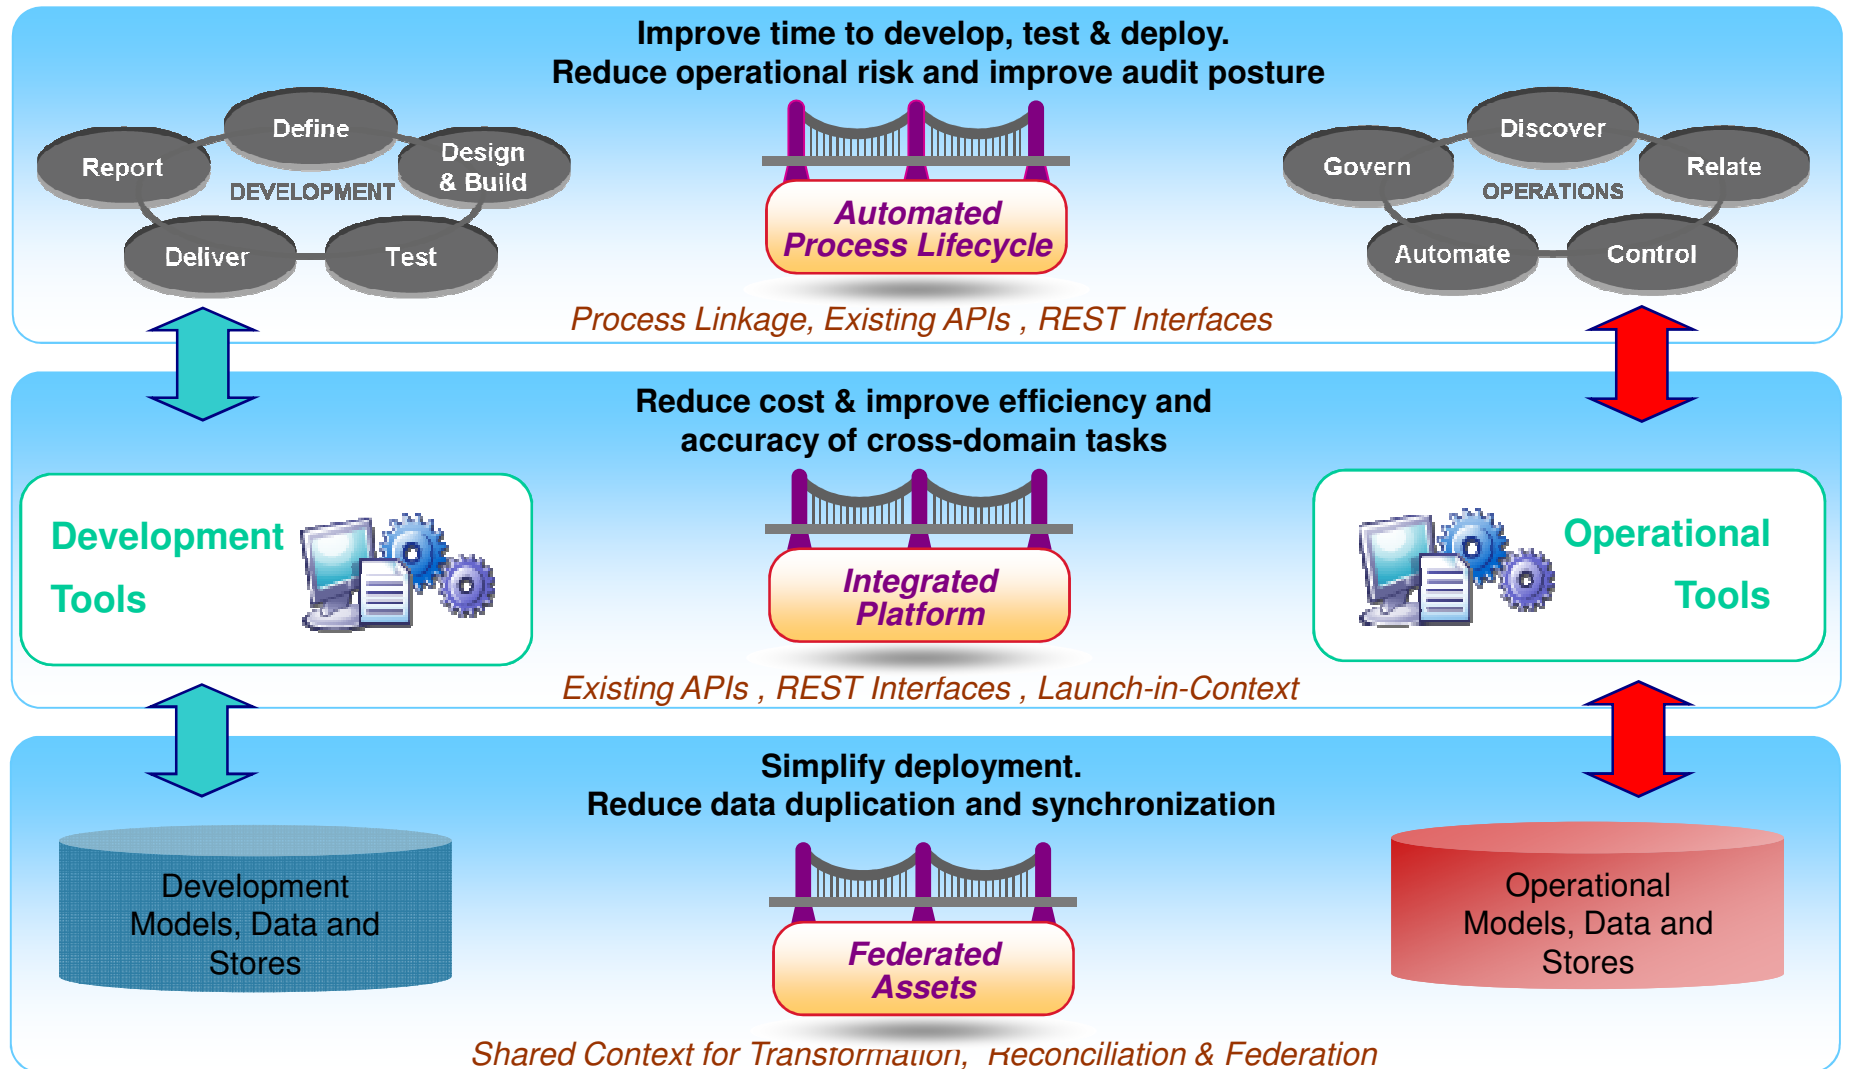 Improve time to develop, test & deploy.
Reduce operational risk and improve audit posture
Define
Report
Design
& Build
DEVELOPMENT
Deliver
Test
Automated
Process Lifecycle
Discover
Govern
Relate
OPERATIONS
Automate
Control
Process Linkage, Existing APIs , REST Interfaces
Reduce cost & improve efficiency and
accuracy of cross-domain tasks
Development
Tools
Integrated
Platform
Operational
Tools
Existing APIs , REST Interfaces , Launch-in-Context
Simplify deployment.
Reduce data duplication and synchronization
Development
Models, Data and
Stores
Federated
Assets
Operational
Models, Data and
Stores
Shared Context for Transformation, Reconciliation & Federation